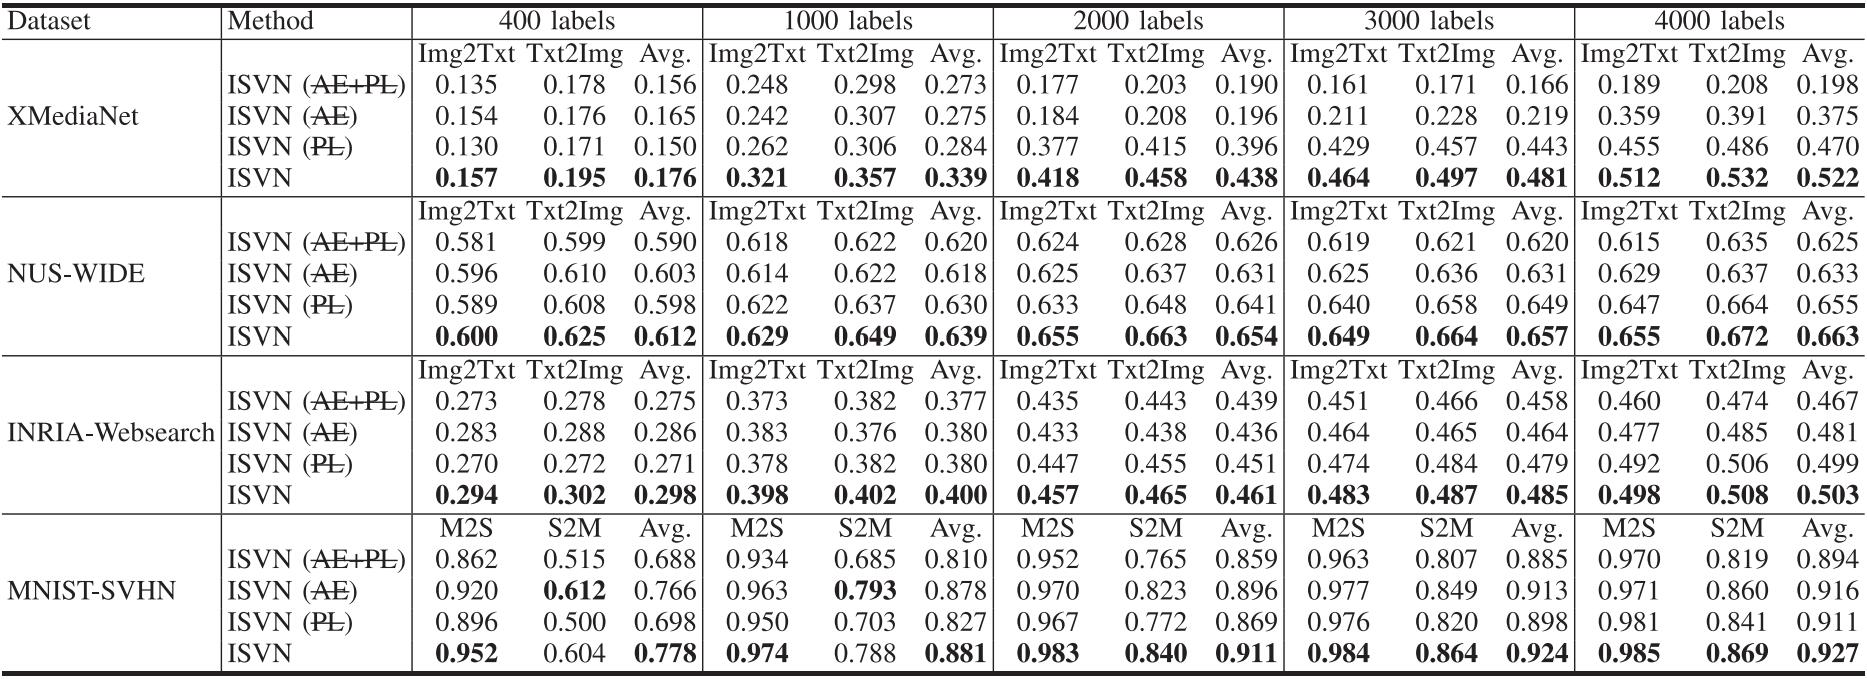 Dataset Method 400 labels 1000 labels 2000 labels 3000 labels 4000 labels
Img2Txt Txt2Img Avg. Img2Txt Txt2Img Avg. Img2Txt Txt2Img Avg. Img2Txt Txt2Img Avg. Img2Txt Txt2Img Avg.
ISVN (AE+PL) 0.135 0.178 0.156 0.248 0.298 0.273 0.177 0.203 0.190 0.161 0.171 0.166 0.189 0.208 0.198
XMediaNet ISVN (AE) 0.154 0.176 0.165 0.242 0.307 0.275 0.184 0.208 0.196 0.211 0.228 0.219 0.359 0.391 0.375
ISVN (PL) 0.130 0.171 0.150 0.262 0.306 0.284 0.377 0.415 0.396 0.429 0.457 0.443 0.455 0.486 0.470
ISVN 0.157 0.195 0.176 0.321 0.357 0.339 0.418 0.458 0.438 0.464 0.497 0.481 0.512 0.532 0.522
Img2Txt Txt2Img Avg. Img2Txt Txt2Img Avg. Img2Txt Txt2Img Avg. Img2Txt Txt2Img Avg. Img2Txt Txt2Img Avg.
ISVN (AE+PL) 0.581 0.599 0.590 0.618 0.622 0.620 0.624 0.628 0.626 0.619 0.621 0.620 0.615 0.635 0.625
NUS-WIDE ISVN (AE) 0.596 0.610 0.603 0.614 0.622 0.618 0.625 0.637 0.631 0.625 0.636 0.631 0.629 0.637 0.633
ISVN (PL) 0.589 0.608 0.598 0.622 0.637 0.630 0.633 0.648 0.641 0.640 0.658 0.649 0.647 0.664 0.655
ISVN 0.600 0.625 0.612 0.629 0.649 0.639 0.655 0.663 0.654 0.649 0.664 0.657 0.655 0.672 0.663
Img2Txt Txt2Img Avg. Img2Txt Txt2Img Avg. Img2Txt Txt2Img Avg. Img2Txt Txt2Img Avg. Img2Txt Txt2Img Avg.
ISVN (AE+PL) 0.273 0.278 0.275 0.373 0.382 0.377 0.435 0.443 0.439 0.451 0.466 0.458 0.460 0.474 0.467
INRIA-Websearch ISVN (AE) 0.283 0.288 0.286 0.383 0.376 0.380 0.433 0.438 0.436 0.464 0.465 0.464 0.477 0.485 0.481
ISVN (PL) 0.270 0.272 0.271 0.378 0.382 0.380 0.447 0.455 0.451 0.474 0.484 0.479 0.492 0.506 0.499
ISVN 0.294 0.302 0.298 0.398 0.402 0.400 0.457 0.465 0.461 0.483 0.487 0.485 0.498 0.508 0.503
M2S S2M Avg. M2S S2M Avg. M2S S2M Avg. M2S S2M Avg. M2S S2M Avg.
ISVN (AE+PL) 0.862 0.515 0.688 0.934 0.685 0.810 0.952 0.765 0.859 0.963 0.807 0.885 0.970 0.819 0.894
MNIST-SVHN ISVN (AE) 0.920 0.612 0.766 0.963 0.793 0.878 0.970 0.823 0.896 0.977 0.849 0.913 0.971 0.860 0.916
ISVN (PL) 0.896 0.500 0.698 0.950 0.703 0.827 0.967 0.772 0.869 0.976 0.820 0.898 0.981 0.841 0.911
ISVN 0.952 0.604 0.778 0.974 0.788 0.881 0.983 0.840 0.911 0.984 0.864 0.924 0.985 0.869 0.927